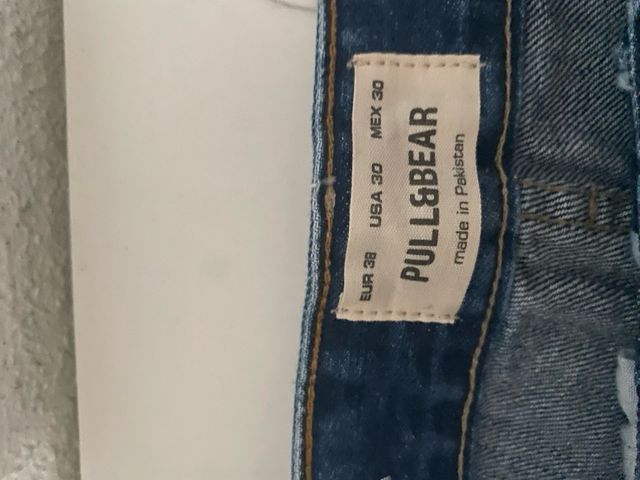 EUR 38 USA 30 MEX 30
PULL&BEAR
made in Pakistan